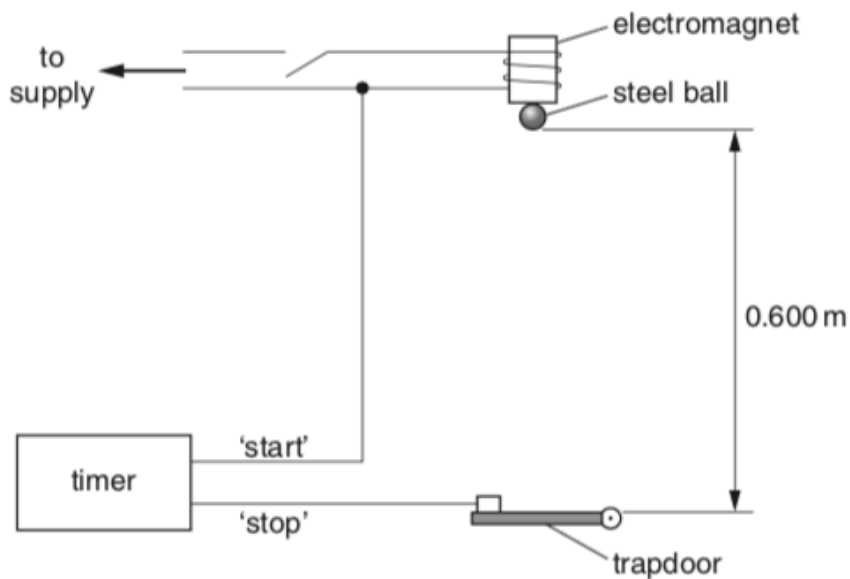 electromagnet
to
supply
steel ball
0.600 m
'start'
timer
'stop'
trapdoor